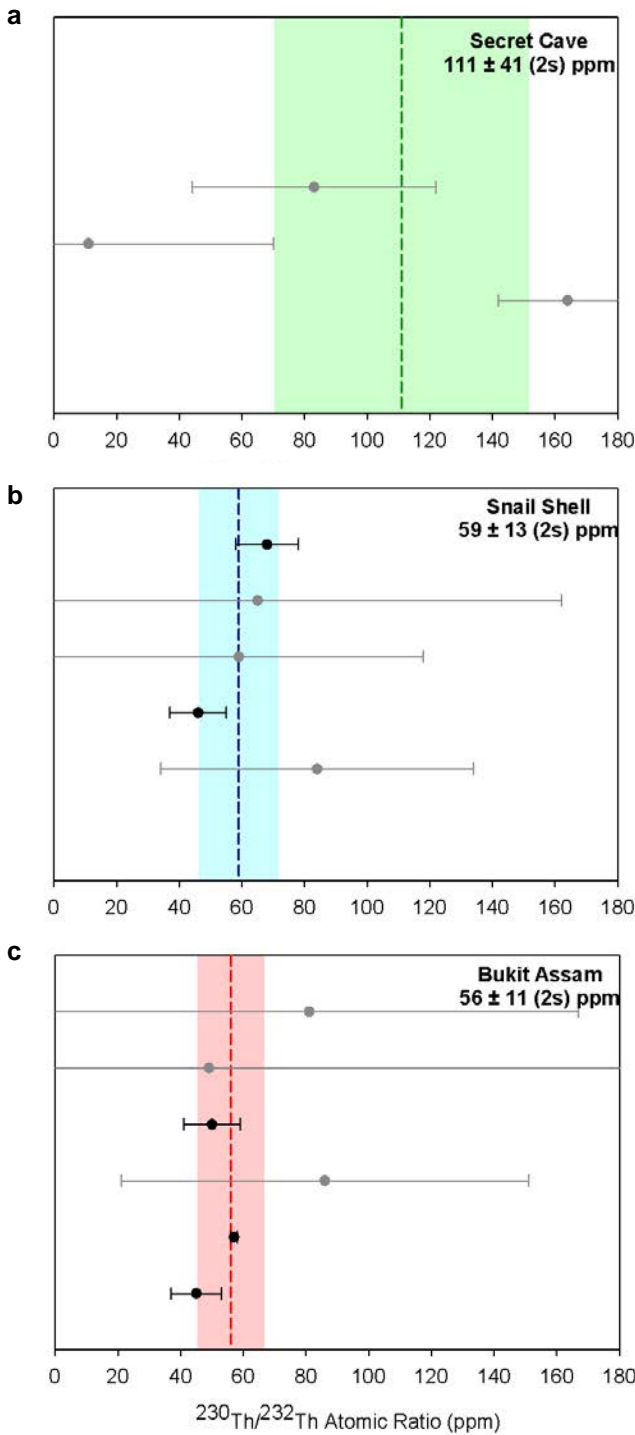 a
Secret Cave
111 ± 41 (2s) ppm
0 20 40 60 80 100 120 140 160 180
b
Snail Shell
59 ± 13 (2s) ppm
0 20 40 60 80 100 120 140 160 180
c
Bukit Assam
56 ± 11 (2s) ppm
0 20 40 60 80 100 120 140 160 180
²³⁰Th/²³²Th Atomic Ratio (ppm)